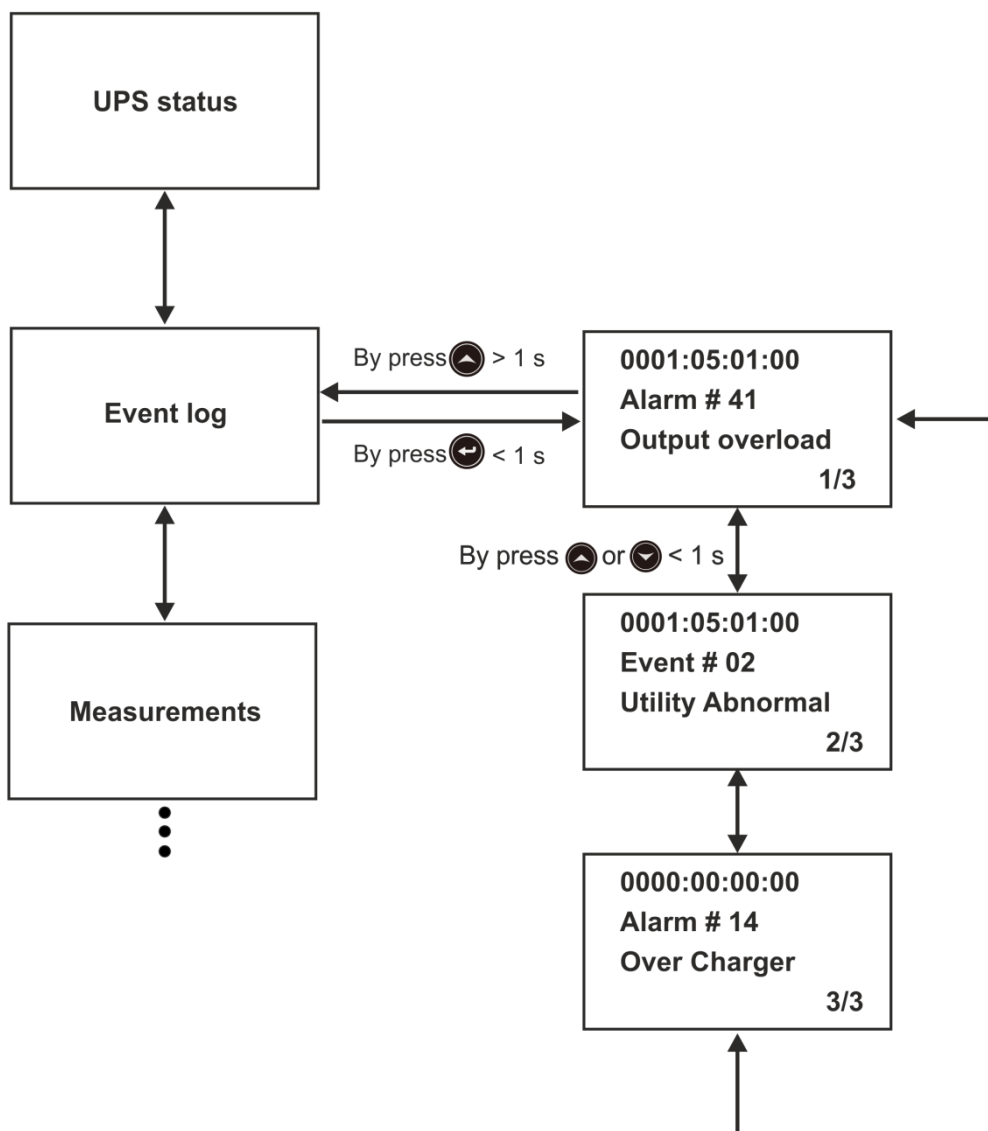 UPS status
Event log
By press > 1 s
By press < 1 s
0001:05:01:00
Alarm # 41
Output overload
1/3
By press or < 1 s
0001:05:01:00
Event # 02
Utility Abnormal
2/3
Measurements
0000:00:00:00
Alarm # 14
Over Charger
3/3